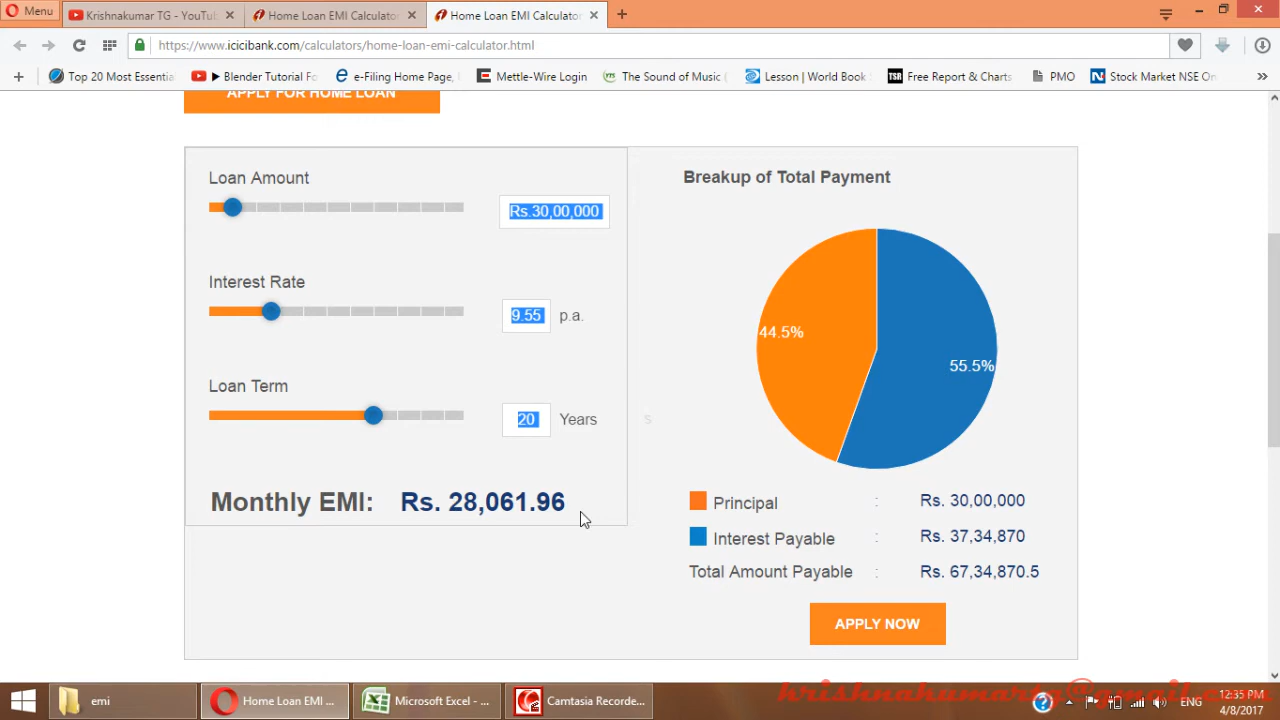 Menu
Krishnakumar TG - YouTu
Home Loan EMI Calculato
Home Loan EMI Calculato
https://www.icicibank.com/calculators/home-loan-emi-calculator.html
Top 20 Most Essentia
Blender Tutorial Fo
e-Filing Home Page,
Mettle-Wire Login
The Sound of Music (
Lesson | World Book
TSR
Free Report & Charts
PMO
Stock Market NSE On
APPLY FOR HOME LOAN
Loan Amount
Rs.30,00,000
Interest Rate
9.55 p.a.
Loan Term
20 Years
s
Monthly EMI: Rs. 28,061.96
Breakup of Total Payment
44.5%
55.5%
Principal : Rs. 30,00,000
Interest Payable : Rs. 37,34,870
Total Amount Payable : Rs. 67,34,870.5
APPLY NOW
emi
Home Loan EMI ...
Microsoft Excel - ...
Camtasia Recorde...
ENG
12:35 PM
4/8/2017